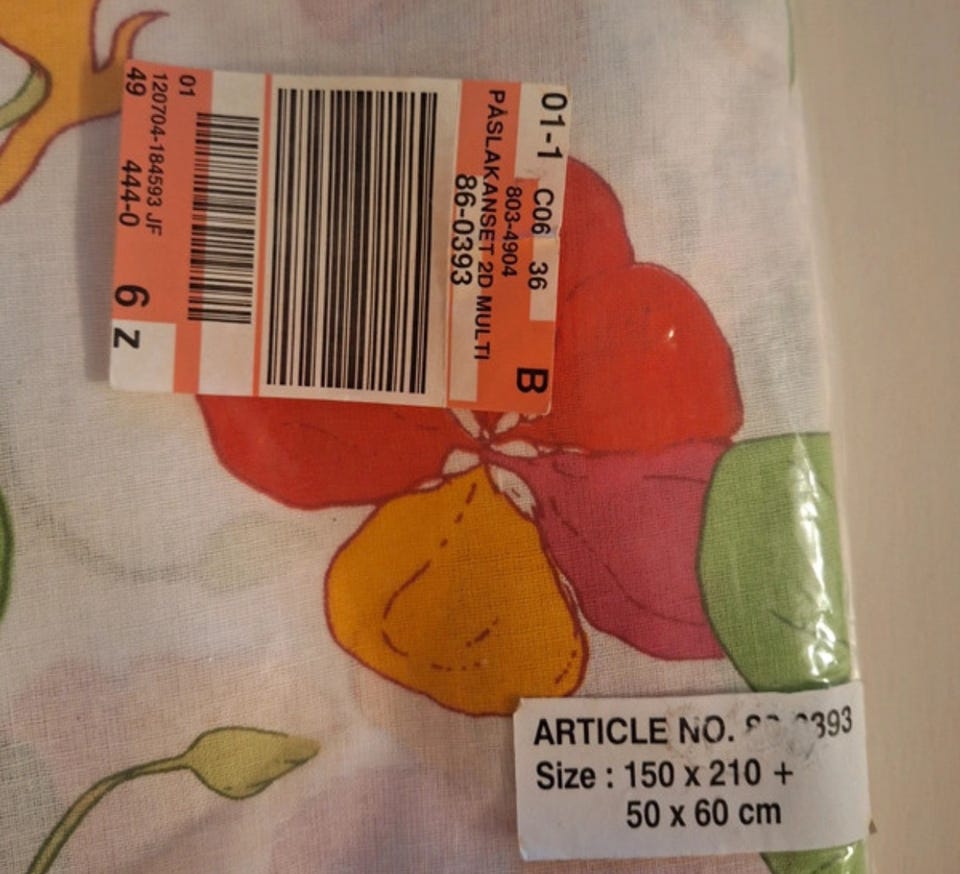 01-1 C06 36 B
803-4904
PÅSLAKANSET 2D MULTI
86-0393
01
120704-184593 JF
49 444-0 6 Z
ARTICLE NO.
Size : 150 x 210 +
50 x 60 cm